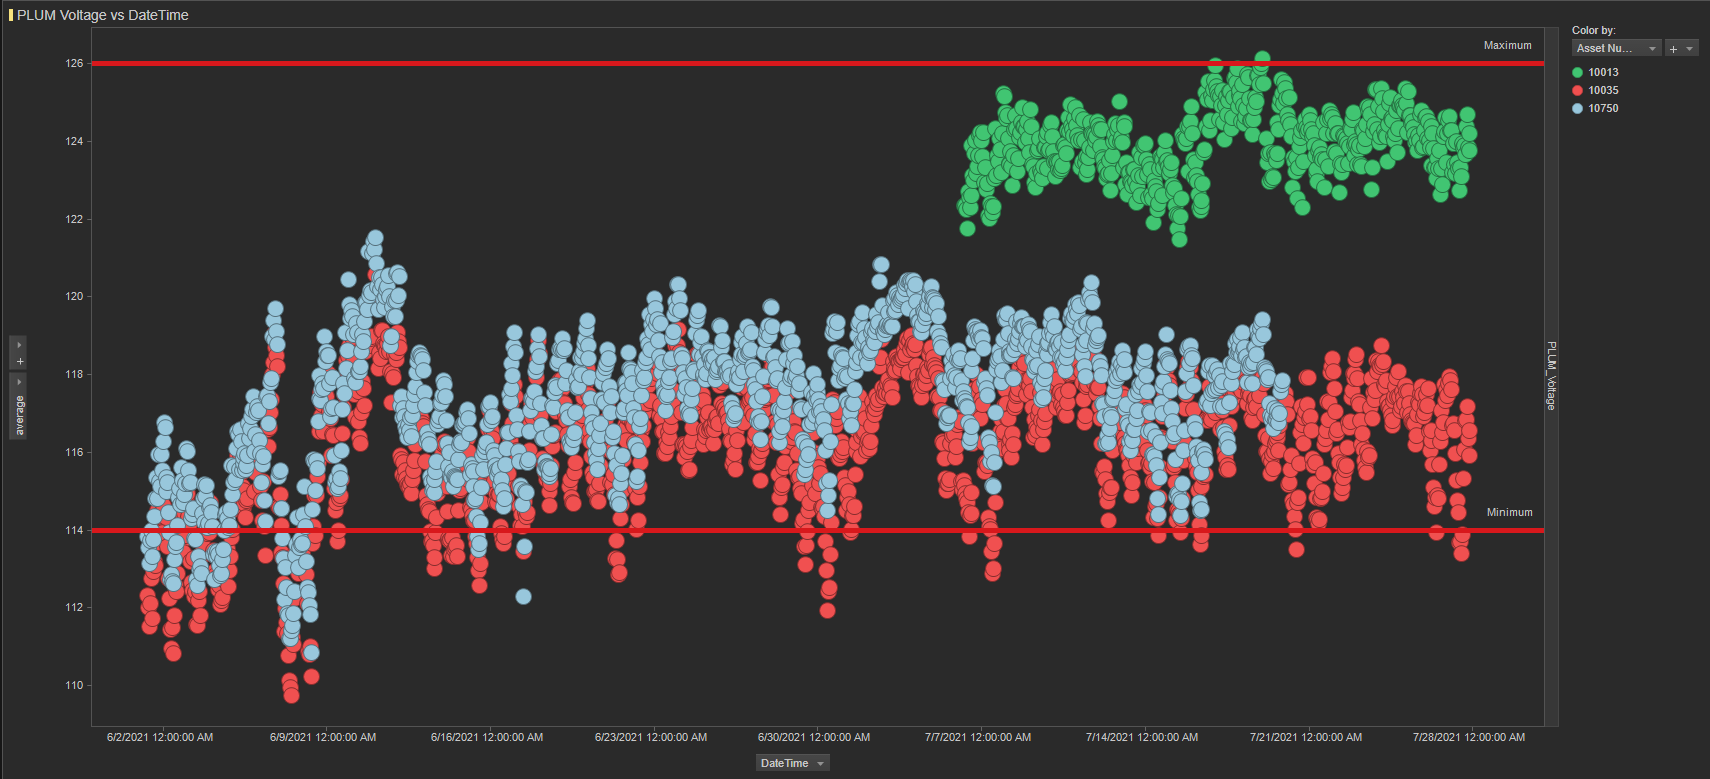 PLUM Voltage vs DateTime
Color by:
Asset Nu...
+
10013
10035
10750
Maximum
Minimum
126
124
122
120
118
116
114
112
110
+
average
PLUM_Voltage
6/2/2021 12:00:00 AM
6/9/2021 12:00:00 AM
6/16/2021 12:00:00 AM
6/23/2021 12:00:00 AM
6/30/2021 12:00:00 AM
7/7/2021 12:00:00 AM
7/14/2021 12:00:00 AM
7/21/2021 12:00:00 AM
7/28/2021 12:00:00 AM
DateTime